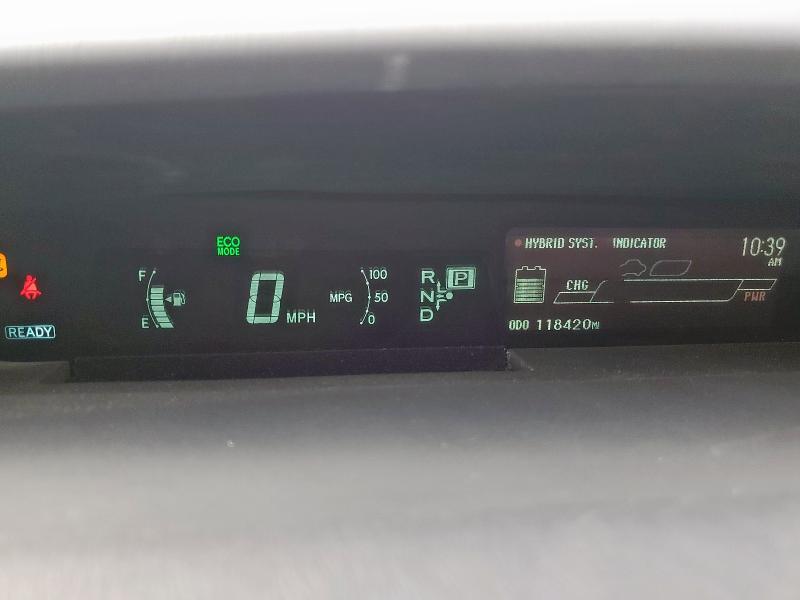 ECO
MODE
HYBRID SYST. INDICATOR
10:39
AM
F
E
0
MPH
MPG
100
50
0
R
N
D
P
CHG
PWR
READY
ODO 118420MI